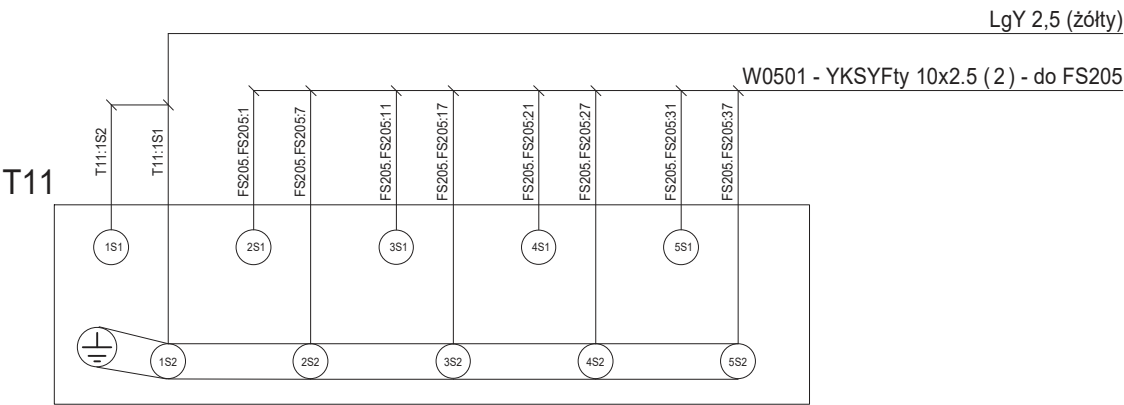 LgY 2,5 (żółty)
W0501 - YKSYFty 10x2.5 ( 2 ) - do FS205
T11:1S2
T11:1S1
FS205.FS205:1
FS205.FS205:7
FS205.FS205:11
FS205.FS205:17
FS205.FS205:21
FS205.FS205:27
FS205.FS205:31
FS205.FS205:37
T11
1S1
2S1
3S1
4S1
5S1
1S2
2S2
3S2
4S2
5S2